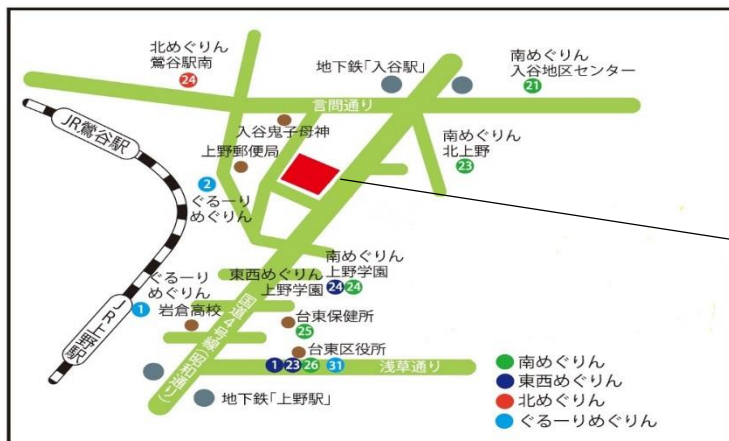 北めぐりん
鶯谷駅南
24
地下鉄「入谷駅」
南めぐりん
入谷地区センター
21
言問通り
JR鶯谷駅
入谷鬼子母神
上野郵便局
南めぐりん
北上野
23
2
ぐるーり
めぐりん
南めぐりん
上野学園
東西めぐりん
上野学園
24 24
ぐるーり
めぐりん
1
岩倉高校
JR上野駅
国道4号線(昭和通り)
台東保健所
25
台東区役所
1 23 26 31
浅草通り
地下鉄「上野駅」
南めぐりん
東西めぐりん
北めぐりん
ぐるーりめぐりん